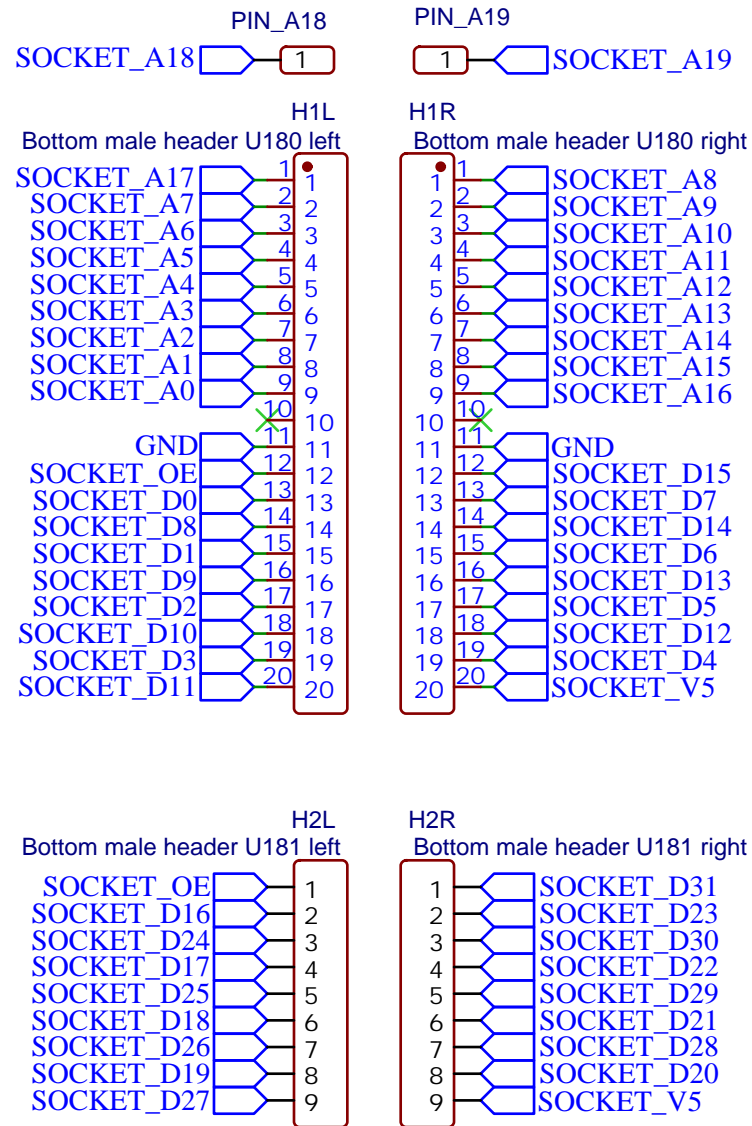 PIN_A18 PIN_A19
SOCKET_A18 1 1 SOCKET_A19
H1L H1R
Bottom male header U180 left Bottom male header U180 right
SOCKET_A17 1 1 1 1 SOCKET_A8
SOCKET_A7 2 2 2 2 SOCKET_A9
SOCKET_A6 3 3 3 3 SOCKET_A10
SOCKET_A5 4 4 4 4 SOCKET_A11
SOCKET_A4 5 5 5 5 SOCKET_A12
SOCKET_A3 6 6 6 6 SOCKET_A13
SOCKET_A2 7 7 7 7 SOCKET_A14
SOCKET_A1 8 8 8 8 SOCKET_A15
SOCKET_A0 9 9 9 9 SOCKET_A16
10 10 10 10
GND 11 11 11 11 GND
SOCKET_OE 12 12 12 12 SOCKET_D15
SOCKET_D0 13 13 13 13 SOCKET_D7
SOCKET_D8 14 14 14 14 SOCKET_D14
SOCKET_D1 15 15 15 15 SOCKET_D6
SOCKET_D9 16 16 16 16 SOCKET_D13
SOCKET_D2 17 17 17 17 SOCKET_D5
SOCKET_D10 18 18 18 18 SOCKET_D12
SOCKET_D3 19 19 19 19 SOCKET_D4
SOCKET_D11 20 20 20 20 SOCKET_V5
H2L H2R
Bottom male header U181 left Bottom male header U181 right
SOCKET_OE 1 1 SOCKET_D31
SOCKET_D16 2 2 SOCKET_D23
SOCKET_D24 3 3 SOCKET_D30
SOCKET_D17 4 4 SOCKET_D22
SOCKET_D25 5 5 SOCKET_D29
SOCKET_D18 6 6 SOCKET_D21
SOCKET_D26 7 7 SOCKET_D28
SOCKET_D19 8 8 SOCKET_D20
SOCKET_D27 9 9 SOCKET_V5